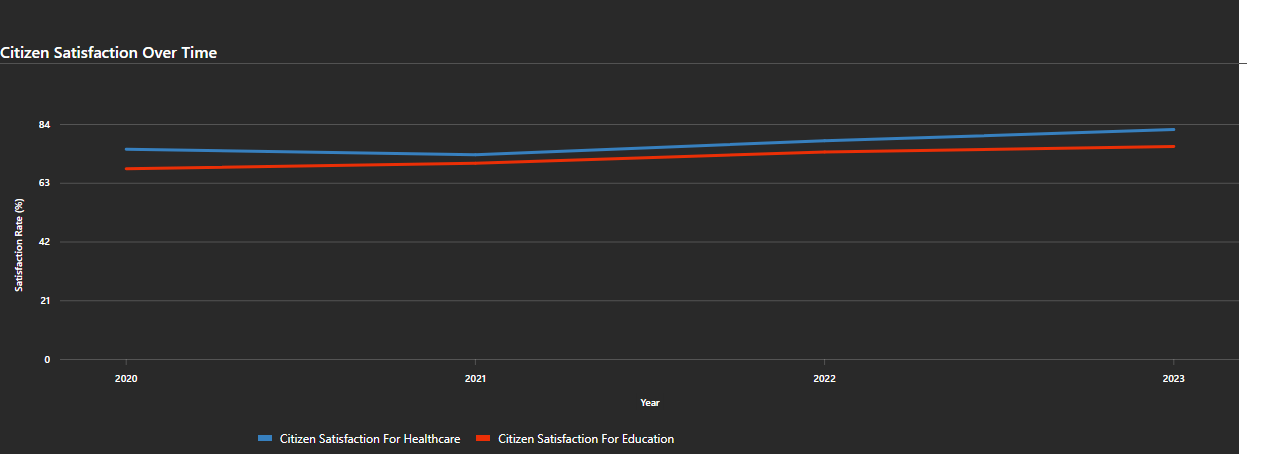 Citizen Satisfaction Over Time
84
63
42
21
0
Satisfaction Rate (%)
2020 2021 2022 2023
Year
Citizen Satisfaction For Healthcare Citizen Satisfaction For Education